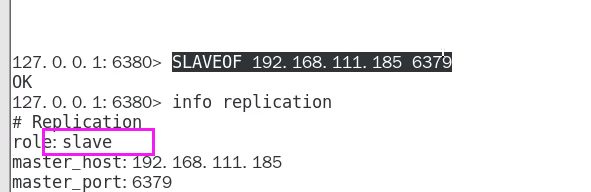 127.0.0.1:6380> SLAVEOF 192.168.111.185 6379
OK
127.0.0.1:6380> info replication
# Replication
role:slave
master_host:192.168.111.185
master_port:6379